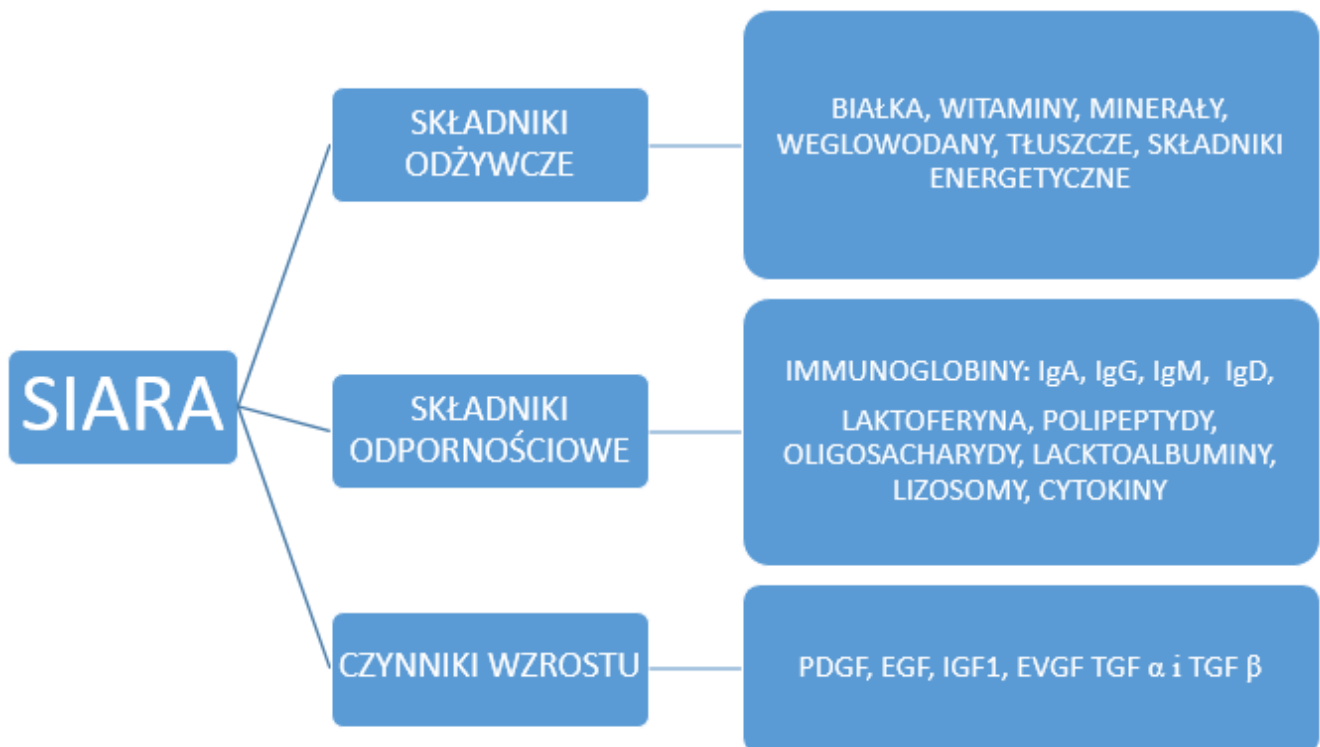 SIARA
SKŁADNIKI
ODŻYWCZE
BIAŁKA, WITAMINY, MINERAŁY,
WEGLOWODANY, TŁUSZCZE, SKŁADNIKI
ENERGETYCZNE
SKŁADNIKI
ODPORNOŚCIOWE
IMMUNOGLOBINY: IgA, IgG, IgM, IgD,
LAKTOFERYNA, POLIPEPTYDY,
OLIGOSACHARYDY, LACKTOALBUMINY,
LIZOSOMY, CYTOKINY
CZYNNIKI WZROSTU
PDGF, EGF, IGF1, EVGF TGF α i TGF β